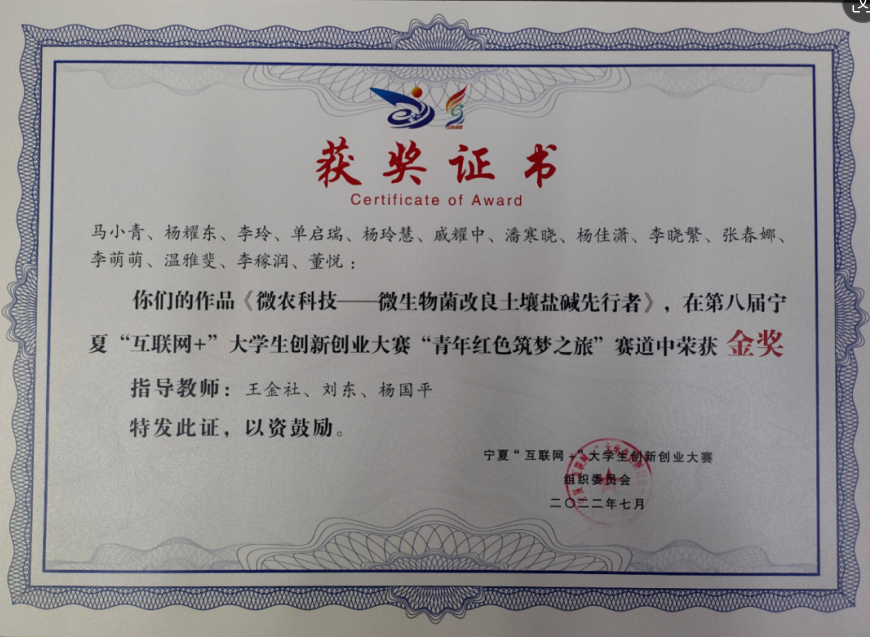 获奖证书
Certificate of Award
马小青、杨耀东、李玲、单启瑞、杨玲慧、戚耀中、潘寒晓、杨佳潇、李晓繁、张春娜、
李萌萌、温雅斐、李稼润、董悦：
你们的作品《微农科技——微生物菌改良土壤盐碱先行者》，在第八届宁
夏“互联网+”大学生创新创业大赛“青年红色筑梦之旅”赛道中荣获 金奖
指导教师：王金社、刘东、杨国平
特发此证，以资鼓励。
宁夏“互联网+”大学生创新创业大赛
组织委员会
二〇二二年七月